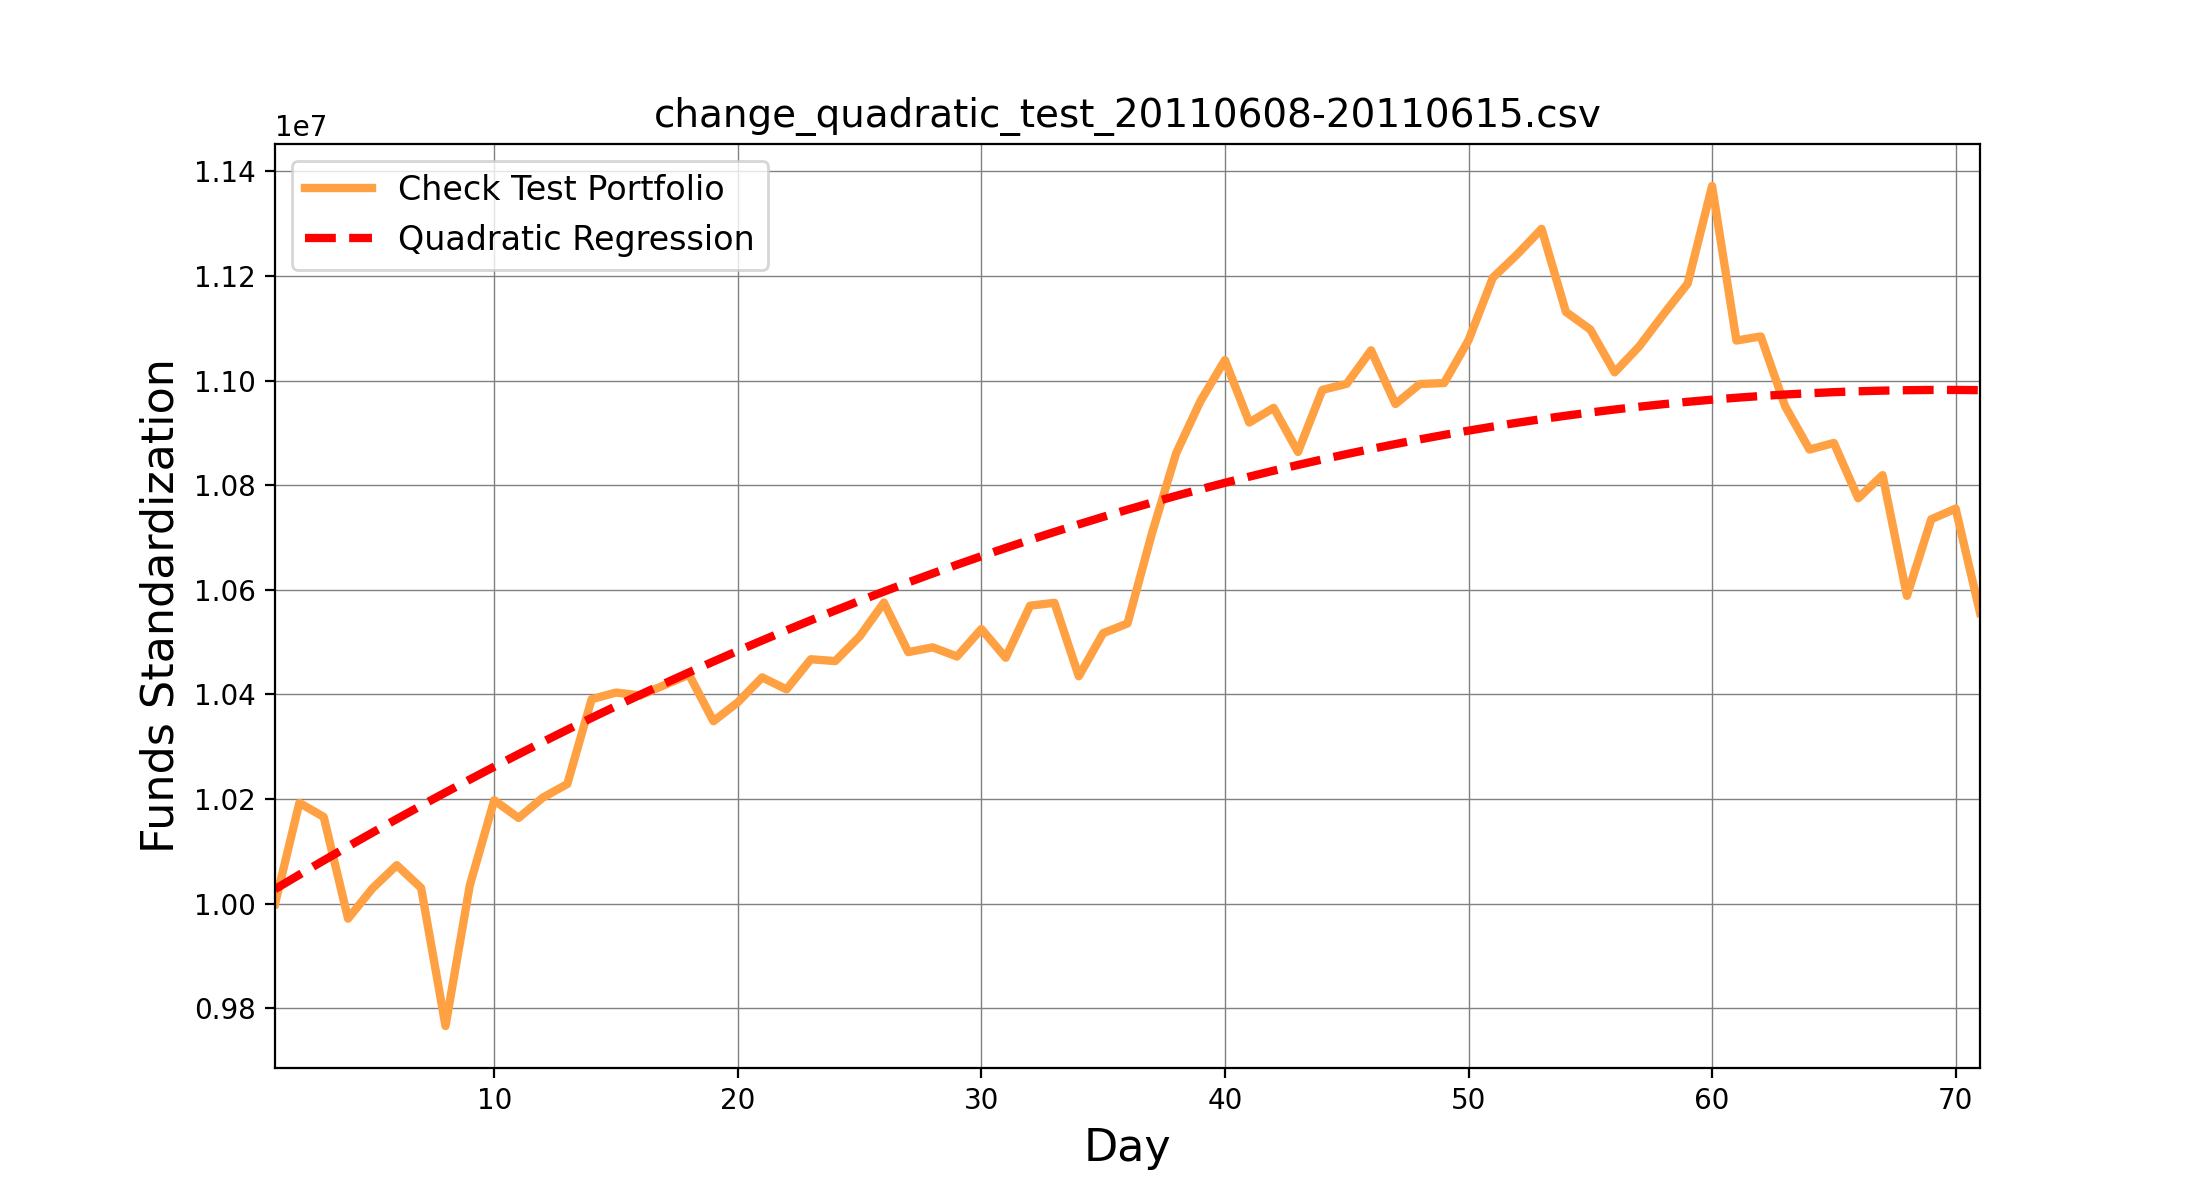 change_quadratic_test_20110608-20110615.csv
1e7
Check Test Portfolio
Quadratic Regression
1.14
1.12
1.10
1.08
1.06
1.04
1.02
1.00
0.98
Funds Standardization
10 20 30 40 50 60 70
Day